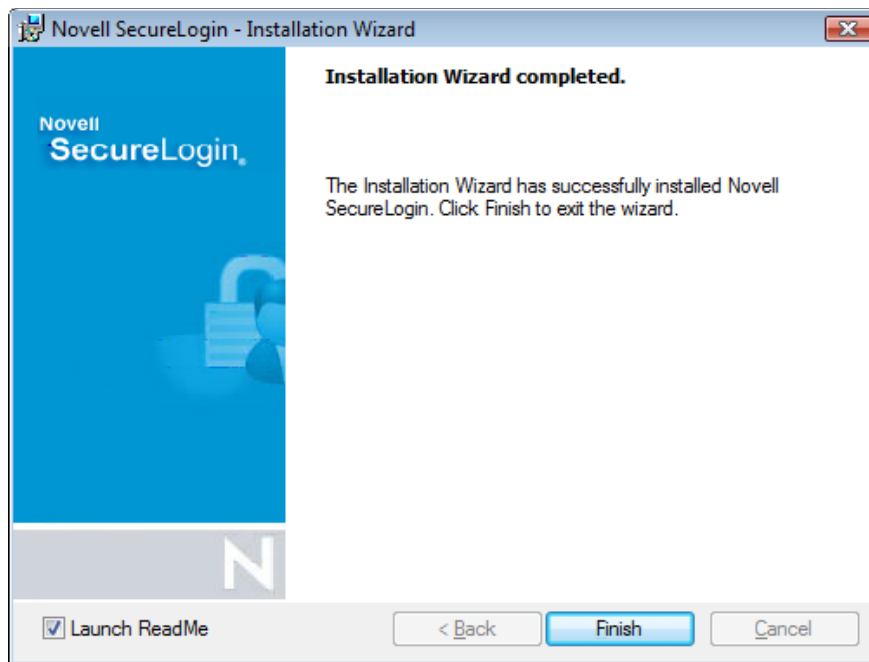 Novell SecureLogin - Installation Wizard
Installation Wizard completed.
Novell
SecureLogin®
The Installation Wizard has successfully installed Novell
SecureLogin. Click Finish to exit the wizard.
N
Launch ReadMe
< Back
Finish
Cancel